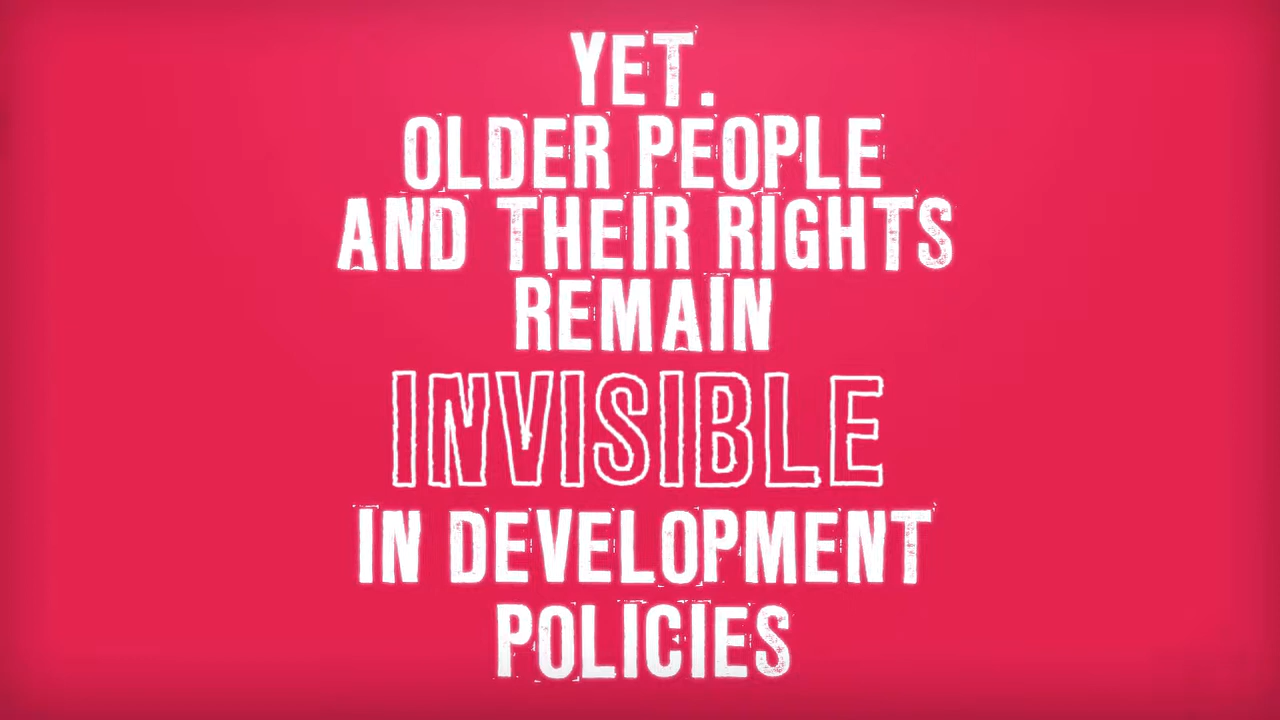 YET.
OLDER PEOPLE
AND THEIR RIGHTS
REMAIN
INVISIBLE
IN DEVELOPMENT
POLICIES